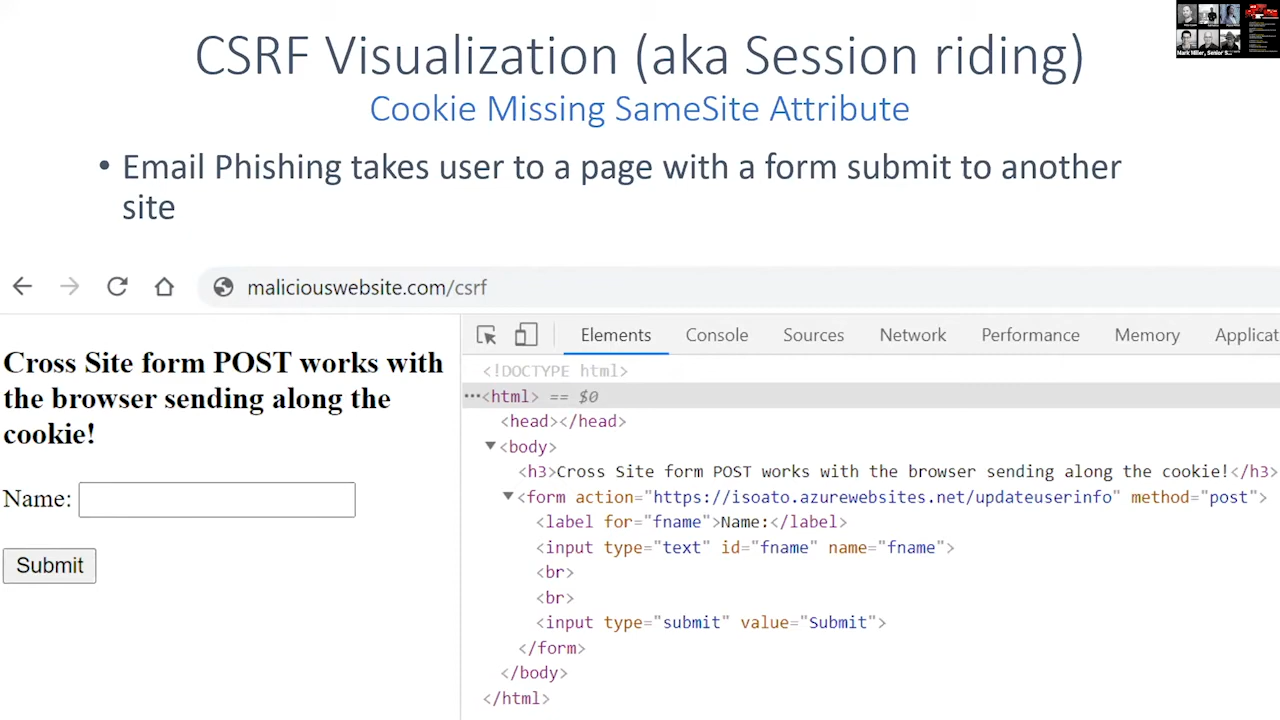 CSRF Visualization (aka Session riding)
Cookie Missing SameSite Attribute
• Email Phishing takes user to a page with a form submit to another
site
maliciouswebsite.com/csrf
Cross Site form POST works with
the browser sending along the
cookie!
Name:
Submit
Elements Console Sources Network Performance Memory Applicat
<!DOCTYPE html>
···<html> == $0
<head></head>
▼<body>
<h3>Cross Site form POST works with the browser sending along the cookie!</h3>
▼<form action="https://isoato.azurewebsites.net/updateuserinfo" method="post">
<label for="fname">Name:</label>
<input type="text" id="fname" name="fname">
<br>
<br>
<input type="submit" value="Submit">
</form>
</body>
</html>
Mark Miller, Senior S...